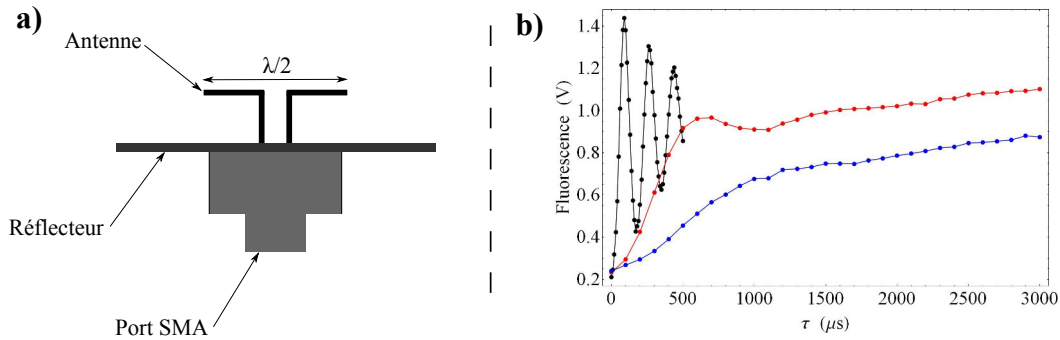 a)
Antenne
λ/2
Réflecteur
Port SMA
b)
Fluorescence (V)
1.4
1.2
1.0
0.8
0.6
0.4
0.2
0 500 1000 1500 2000 2500 3000
τ (μs)